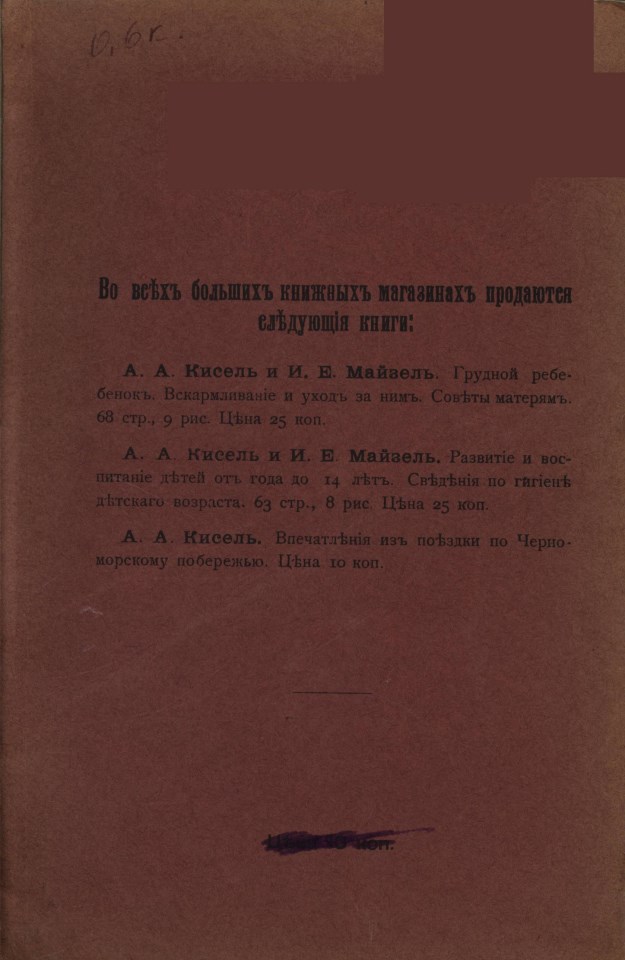 0,6 к.
Во всѣхъ большихъ книжныхъ магазинахъ продаются
слѣдующія книги:
А. А. Кисель и И. Е. Майзель. Грудной ребе-
бенокъ. Вскармливаніе и уходъ за нимъ. Совѣты матерямъ.
68 стр., 9 рис. Цѣна 25 коп.
А. А. Кисель и И. Е. Майзель. Развитіе и вос-
питаніе дѣтей отъ года до 14 лѣтъ. Свѣдѣнія по гигіенѣ
дѣтскаго возраста. 63 стр., 8 рис. Цѣна 25 коп.
А. А. Кисель. Впечатлѣнія изъ поѣздки по Черно-
морскому побережью. Цѣна 10 коп.
коп.